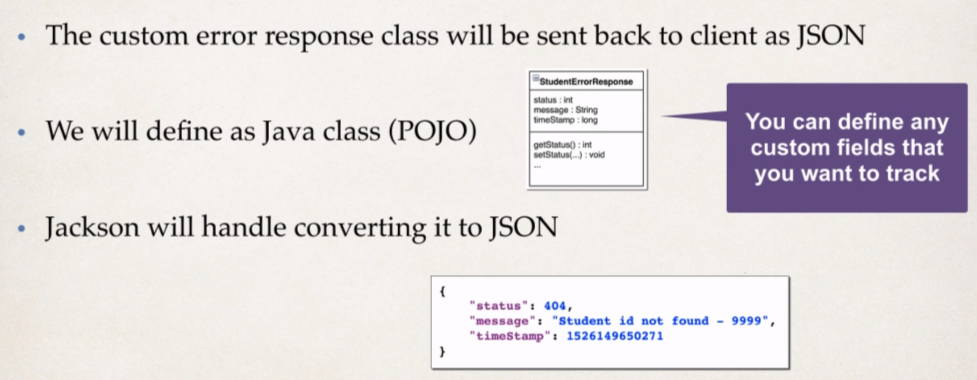 • The custom error response class will be sent back to client as JSON
StudentErrorResponse
status : int
message : String
timeStamp : long
getStatus() : int
setStatus(...) : void
...
• We will define as Java class (POJO)
You can define any
custom fields that
you want to track
• Jackson will handle converting it to JSON
{
"status": 404,
"message": "Student id not found - 9999",
"timeStamp": 1526149650271
}